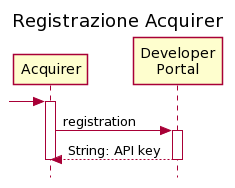 Registrazione Acquirer
Acquirer
Developer
Portal
registration
String: API key